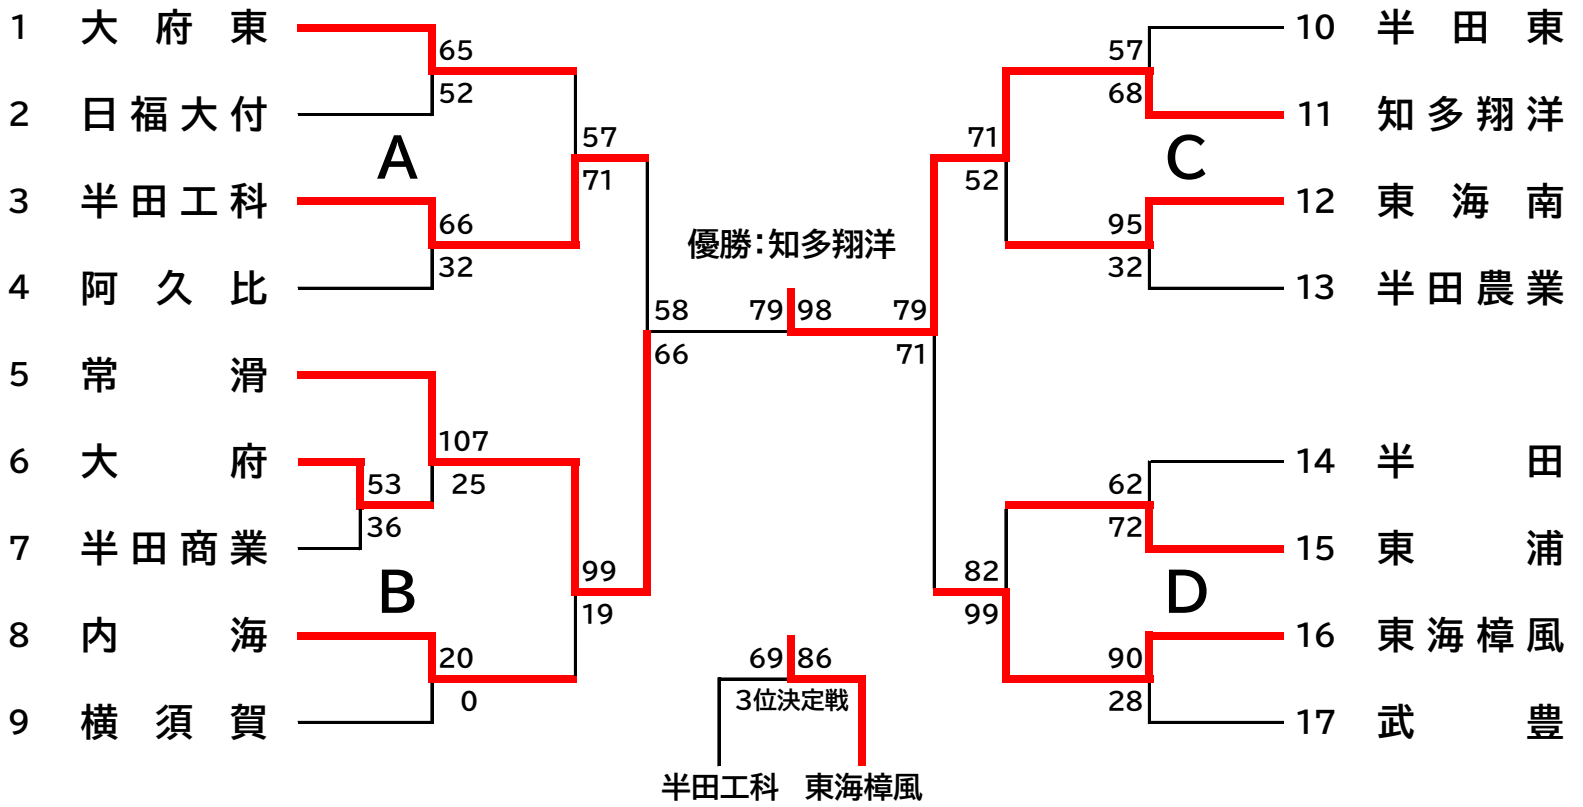 1 大府東
65
52
2 日福大付
A
57
71
3 半田工科
66
32
4 阿久比
58
66
5 常滑
107
25
6 大府
53
36
7 半田商業
B
99
19
8 内海
20
0
9 横須賀
優勝：知多翔洋
79 98
69 86
3位決定戦
半田工科 東海樟風
10 半田東
57
68
11 知多翔洋
C
71
52
12 東海南
95
32
13 半田農業
79
71
14 半田
62
72
15 東浦
D
82
99
16 東海樟風
90
28
17 武豊